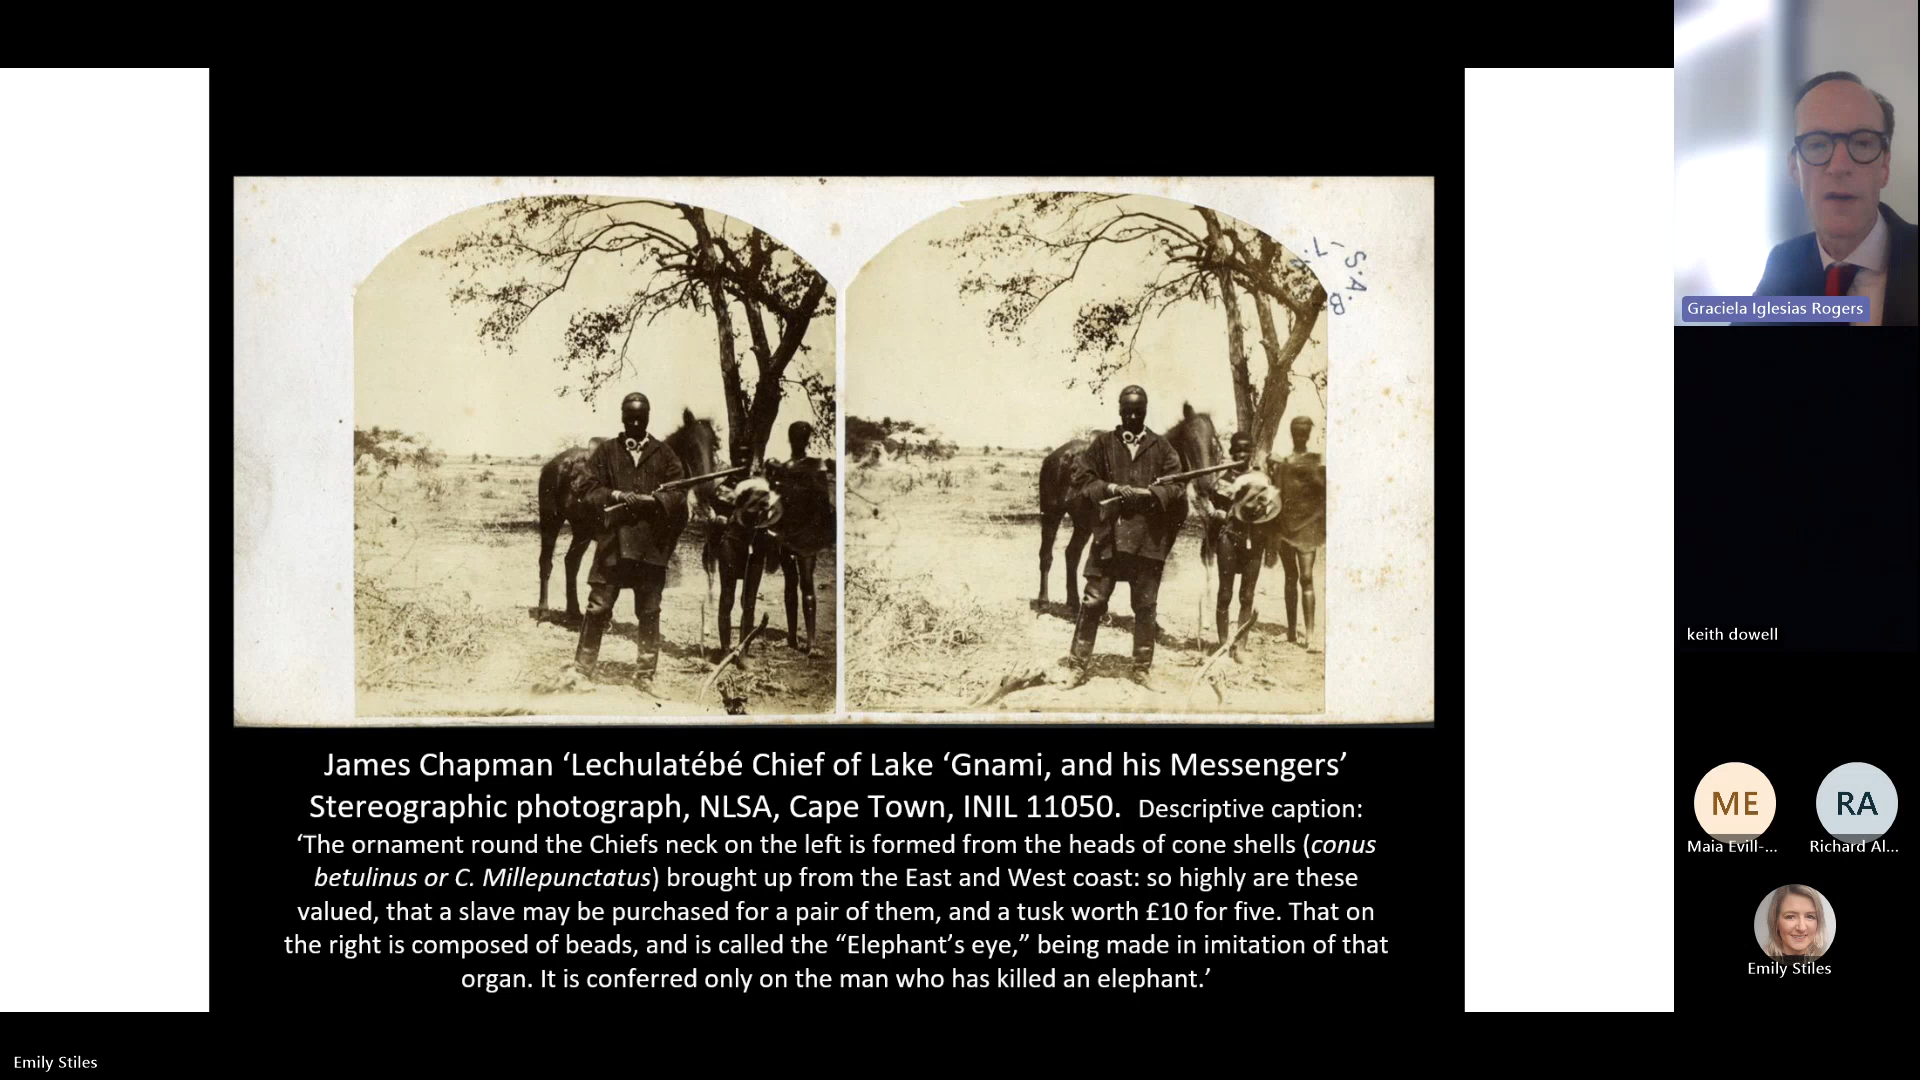 S.A.B
James Chapman ‘Lechulatébé Chief of Lake ‘Gnami, and his Messengers’
Stereographic photograph, NLSA, Cape Town, INIL 11050. Descriptive caption:
‘The ornament round the Chiefs neck on the left is formed from the heads of cone shells (conus
betulinus or C. Millepunctatus) brought up from the East and West coast: so highly are these
valued, that a slave may be purchased for a pair of them, and a tusk worth £10 for five. That on
the right is composed of beads, and is called the “Elephant’s eye,” being made in imitation of that
organ. It is conferred only on the man who has killed an elephant.’
Graciela Iglesias Rogers
keith dowell
ME
RA
Maia Evill-...
Richard Al...
Emily Stiles
Emily Stiles